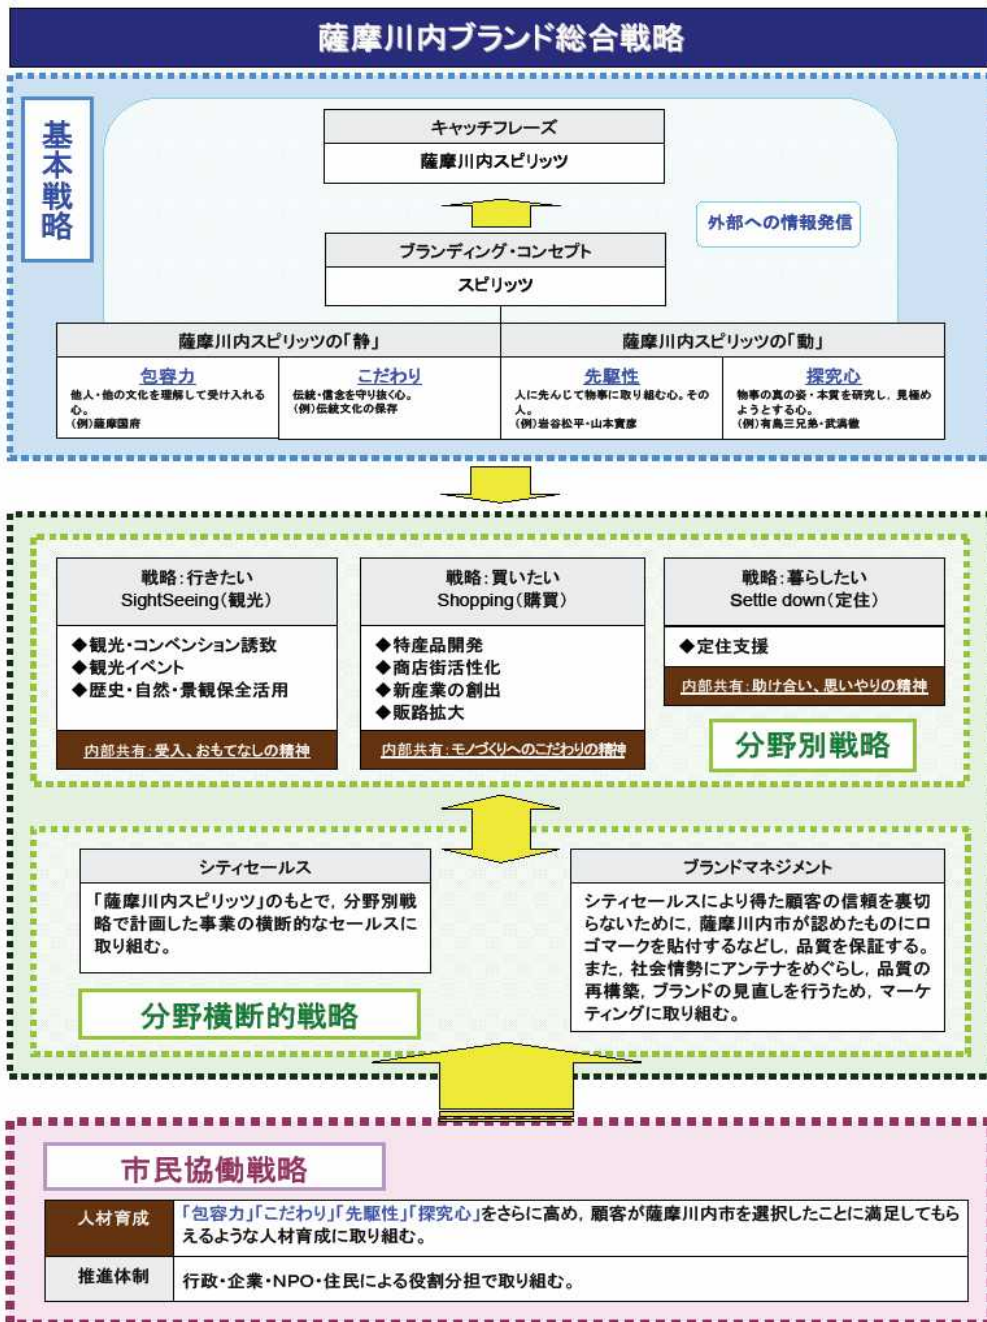 薩摩川内ブランド総合戦略
基本戦略
キャッチフレーズ
薩摩川内スピリッツ
外部への情報発信
ブランディング・コンセプト
スピリッツ
薩摩川内スピリッツの「静」
薩摩川内スピリッツの「動」
包容力
他人・他の文化を理解して受け入れる
心。
(例)薩摩国府
こだわり
伝統・信念を守り抜く心。
(例)伝統文化の保存
先駆性
人に先んじて物事に取り組む心。その
人。
(例)岩谷松平・山本實彦
探究心
物事の真の姿・本質を研究し，見極め
ようとする心。
(例)有島三兄弟・武満徹
戦略：行きたい
SightSeeing(観光)
◆観光・コンベンション誘致
◆観光イベント
◆歴史・自然・景観保全活用
内部共有：受入、おもてなしの精神
戦略：買いたい
Shopping(購買)
◆特産品開発
◆商店街活性化
◆新産業の創出
◆販路拡大
内部共有：モノづくりへのこだわりの精神
戦略：暮らしたい
Settle down(定住)
◆定住支援
内部共有：助け合い、思いやりの精神
分野別戦略
シティセールス
「薩摩川内スピリッツ」のもとで，分野別戦
略で計画した事業の横断的なセールスに
取り組む。
分野横断的戦略
ブランドマネジメント
シティセールスにより得た顧客の信頼を裏切
らないために，薩摩川内市が認めたものにロ
ゴマークを貼付するなどし，品質を保証する。
また，社会情勢にアンテナをめぐらし，品質の
再構築，ブランドの見直しを行うため，マーケ
ティングに取り組む。
市民協働戦略
人材育成
「包容力」「こだわり」「先駆性」「探究心」をさらに高め，顧客が薩摩川内市を選択したことに満足してもら
えるような人材育成に取り組む。
推進体制
行政・企業・NPO・住民による役割分担で取り組む。